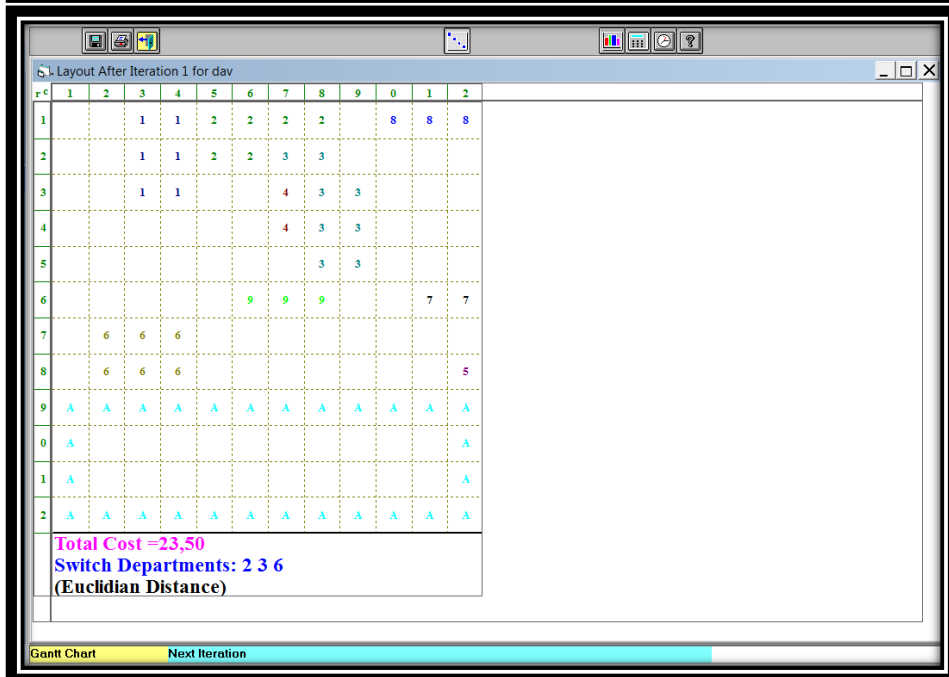 ?
Layout After Iteration 1 for dav
r c 1 2 3 4 5 6 7 8 9 0 1 2
1 1 1 2 2 2 2 8 8 8
2 1 1 2 2 3 3
3 1 1 4 3 3
4 4 3 3
5 3 3
6 9 9 9 7 7
7 6 6 6
8 6 6 6 5
9 A A A A A A A A A A A A
0 A A
1 A A
2 A A A A A A A A A A A A
Total Cost =23,50
Switch Departments: 2 3 6
(Euclidian Distance)
Gantt Chart Next Iteration